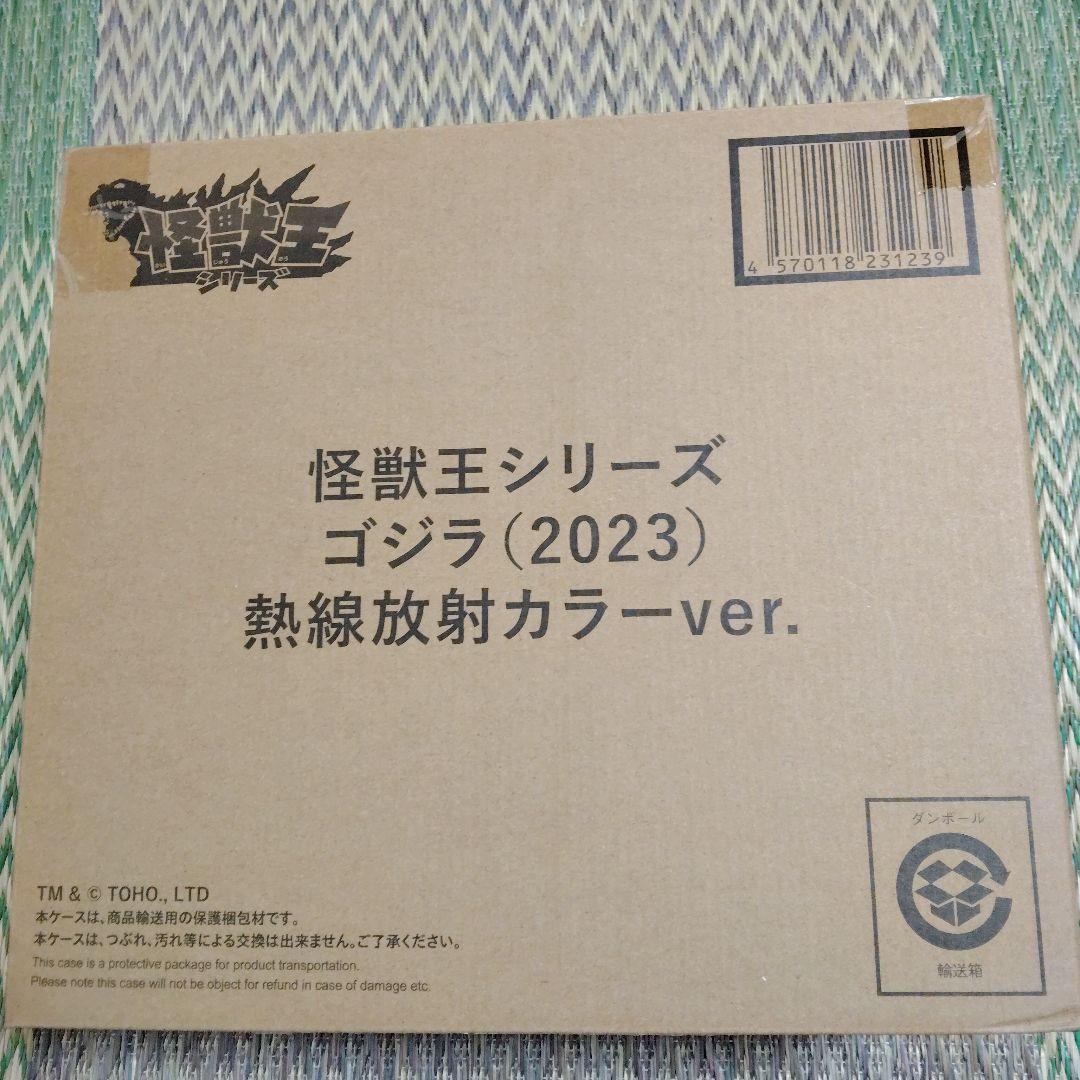 怪獣王
シリーズ
4 570118 231239
怪獣王シリーズ
ゴジラ(2023)
熱線放射カラーver.
TM & © TOHO., LTD
本ケースは、商品輸送用の保護梱包材です。
本ケースは、つぶれ、汚れ等による交換は出来ません。ご了承ください。
This case is a protective package for product transportation.
Please note this case will not be object for refund in case of damage etc.
ダンボール
輸送箱